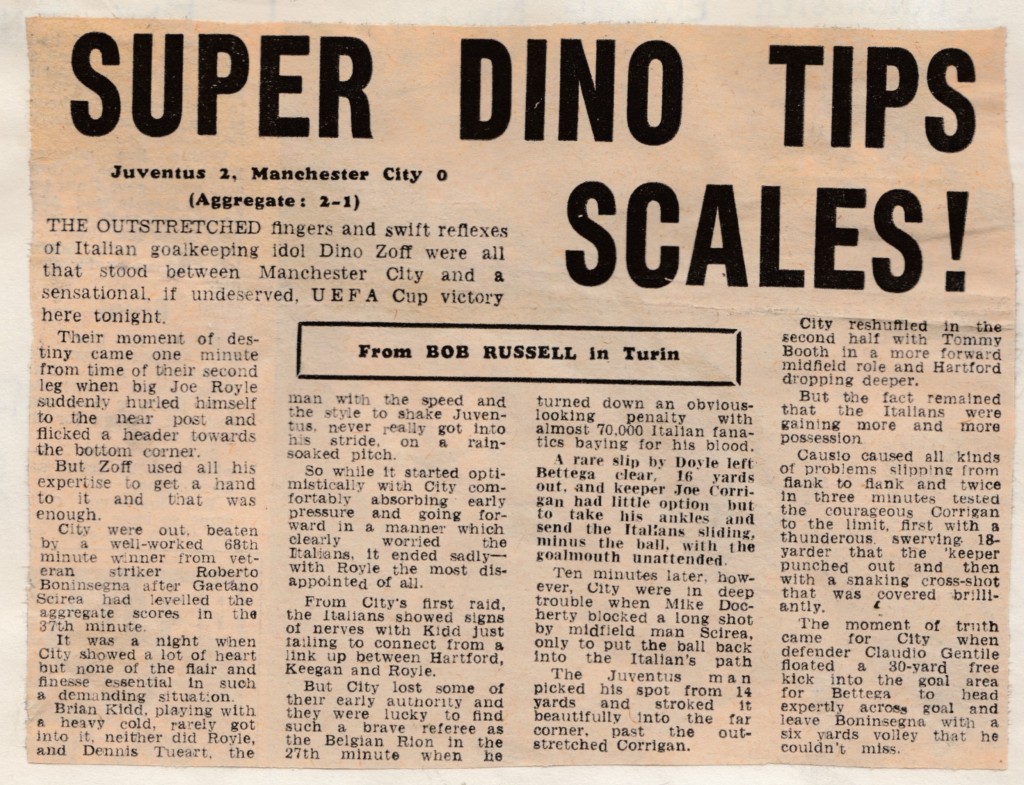 SUPER DINO TIPS
SCALES!
Juventus 2, Manchester City 0
(Aggregate: 2-1)
THE OUTSTRETCHED fingers and swift reflexes
of Italian goalkeeping idol Dino Zoff were all
that stood between Manchester City and a
sensational, if undeserved, UEFA Cup victory
here tonight.
From BOB RUSSELL in Turin
Their moment of des-
tiny came one minute
from time of their second
leg when big Joe Royle
suddenly hurled himself
to the near post and
flicked a header towards
the bottom corner.
But Zoff used all his
expertise to get a hand
to it and that was
enough.
City were out, beaten
by a well-worked 68th
minute winner from vet-
eran striker Roberto
Boninsegna after Gaetano
Scirea had levelled the
aggregate scores in the
37th minute.
It was a night when
City showed a lot of heart
but none of the flair and
finesse essential in such
a demanding situation.
Brian Kidd, playing with
a heavy cold, rarely got
into it, neither did Royle,
and Dennis Tueart, the
man with the speed and
the style to shake Juven-
tus, never really got into
his stride, on a rain-
soaked pitch.
So while it started opti-
mistically with City com-
fortably absorbing early
pressure and going for-
ward in a manner which
clearly worried the
Italians, it ended sadly—
with Royle the most dis-
appointed of all.
From City's first raid,
the Italians showed signs
of nerves with Kidd just
failing to connect from a
link up between Hartford,
Keegan and Royle.
But City lost some of
their early authority and
they were lucky to find
such a brave referee as
the Belgian Rion in the
27th minute when he
turned down an obvious-
looking penalty with
almost 70,000 Italian fana-
tics baying for his blood.
A rare slip by Doyle left
Bettega clear, 16 yards
out, and keeper Joe Corri-
gan had little option but
to take his ankles and
send the Italians sliding,
minus the ball, with the
goalmouth unattended.
Ten minutes later, how-
ever, City were in deep
trouble when Mike Doc-
herty blocked a long shot
by midfield man Scirea,
only to put the ball back
into the Italian's path
The Juventus man
picked his spot from 14
yards and stroked it
beautifully into the far
corner, past the out-
stretched Corrigan.
City reshuffled in the
second half with Tommy
Booth in a more forward
midfield role and Hartford
dropping deeper.
But the fact remained
that the Italians were
gaining more and more
possession
Causio caused all kinds
of problems slipping from
flank to flank and twice
in three minutes tested
the courageous Corrigan
to the limit, first with a
thunderous, swerving, 18-
yarder that the 'keeper
punched out and then
with a snaking cross-shot
that was covered brilli-
antly.
The moment of truth
came for City when
defender Claudio Gentile
floated a 30-yard free
kick into the goal area
for Bettega to head
expertly across goal and
leave Boninsegna with a
six yards volley that he
couldn't miss.